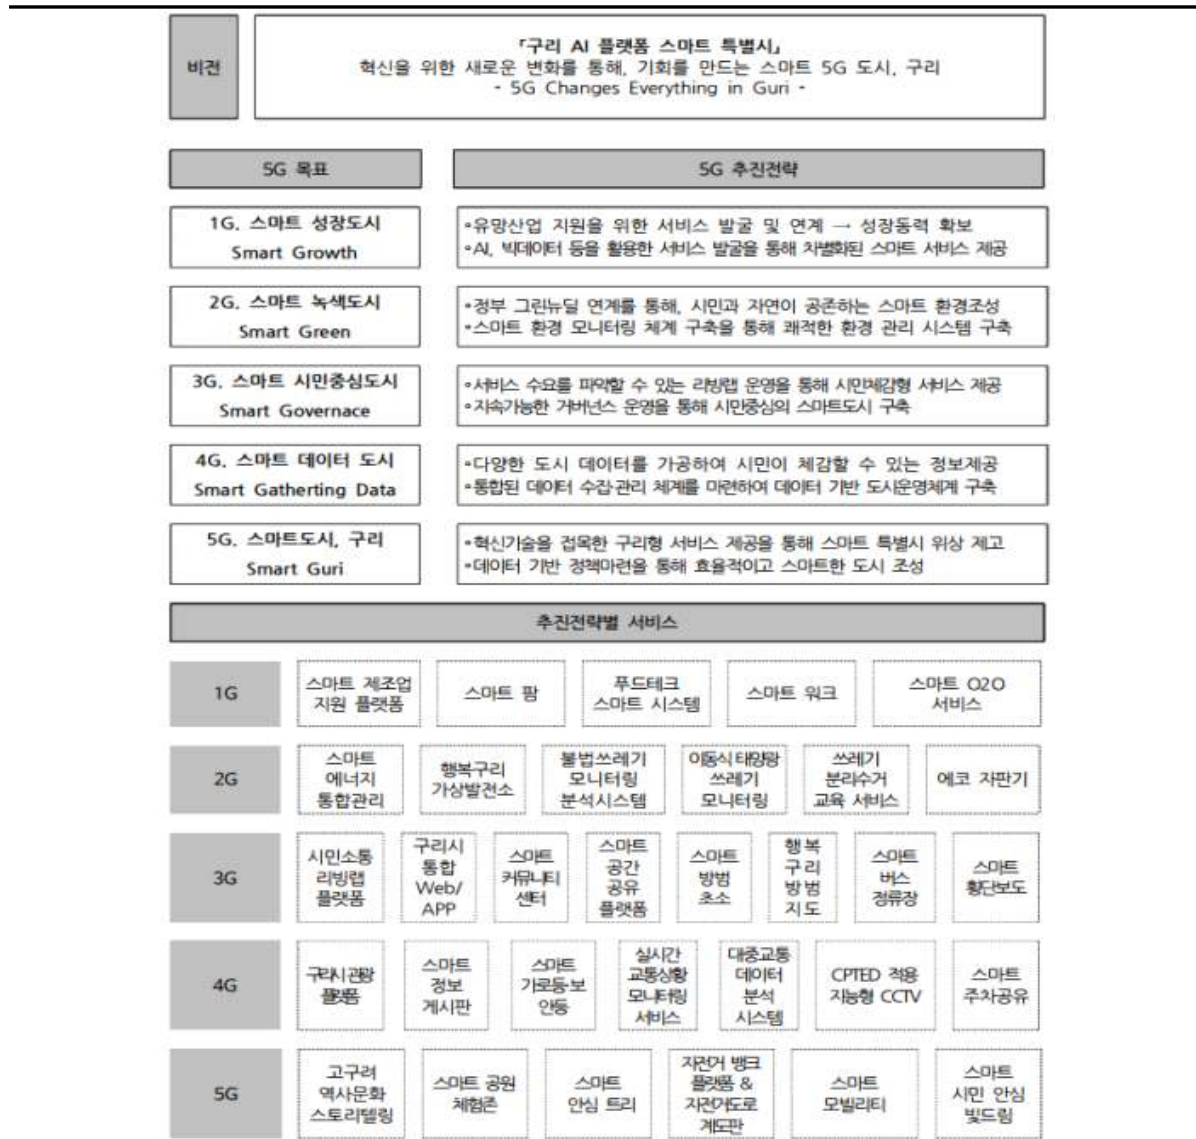 비전
「구리 AI 플랫폼 스마트 특별시」
혁신을 위한 새로운 변화를 통해, 기회를 만드는 스마트 5G 도시, 구리
- 5G Changes Everything in Guri -
5G 목표
5G 추진전략
1G. 스마트 성장도시
Smart Growth
∘유망산업 지원을 위한 서비스 발굴 및 연계 → 성장동력 확보
∘AI, 빅데이터 등을 활용한 서비스 발굴을 통해 차별화된 스마트 서비스 제공
2G. 스마트 녹색도시
Smart Green
∘정부 그린뉴딜 연계를 통해, 시민과 자연이 공존하는 스마트 환경조성
∘스마트 환경 모니터링 체계 구축을 통해 쾌적한 환경 관리 시스템 구축
3G. 스마트 시민중심도시
Smart Governace
∘서비스 수요를 파악할 수 있는 리빙랩 운영을 통해 시민체감형 서비스 제공
∘지속가능한 거버넌스 운영을 통해 시민중심의 스마트도시 구축
4G. 스마트 데이터 도시
Smart Gatherting Data
∘다양한 도시 데이터를 가공하여 시민이 체감할 수 있는 정보제공
∘통합된 데이터 수집·관리 체계를 마련하여 데이터 기반 도시운영체계 구축
5G. 스마트도시, 구리
Smart Guri
∘혁신기술을 접목한 구리형 서비스 제공을 통해 스마트 특별시 위상 제고
∘데이터 기반 정책마련을 통해 효율적이고 스마트한 도시 조성
추진전략별 서비스
1G
스마트 제조업
지원 플랫폼
스마트 팜
푸드테크
스마트 시스템
스마트 워크
스마트 O2O
서비스
2G
스마트
에너지
통합관리
행복구리
가상발전소
불법쓰레기
모니터링
분석시스템
이동식 태양광
쓰레기
모니터링
쓰레기
분리수거
교육 서비스
에코 자판기
3G
시민소통
리빙랩
플랫폼
구리시
통합
Web/
APP
스마트
커뮤니티
센터
스마트
공간
공유
플랫폼
스마트
방범
초소
행복
구리
방범
지도
스마트
버스
정류장
스마트
횡단보도
4G
구리시 관광
플랫폼
스마트
정보
게시판
스마트
가로등·보
안등
실시간
교통상황
모니터링
서비스
대중교통
데이터
분석
시스템
CPTED 적용
지능형 CCTV
스마트
주차공유
5G
고구려
역사문화
스토리텔링
스마트 공원
체험존
스마트
안심 트리
자전거 뱅크
플랫폼 &
자전거도로
계도판
스마트
모빌리티
스마트
시민 안심
빛드림